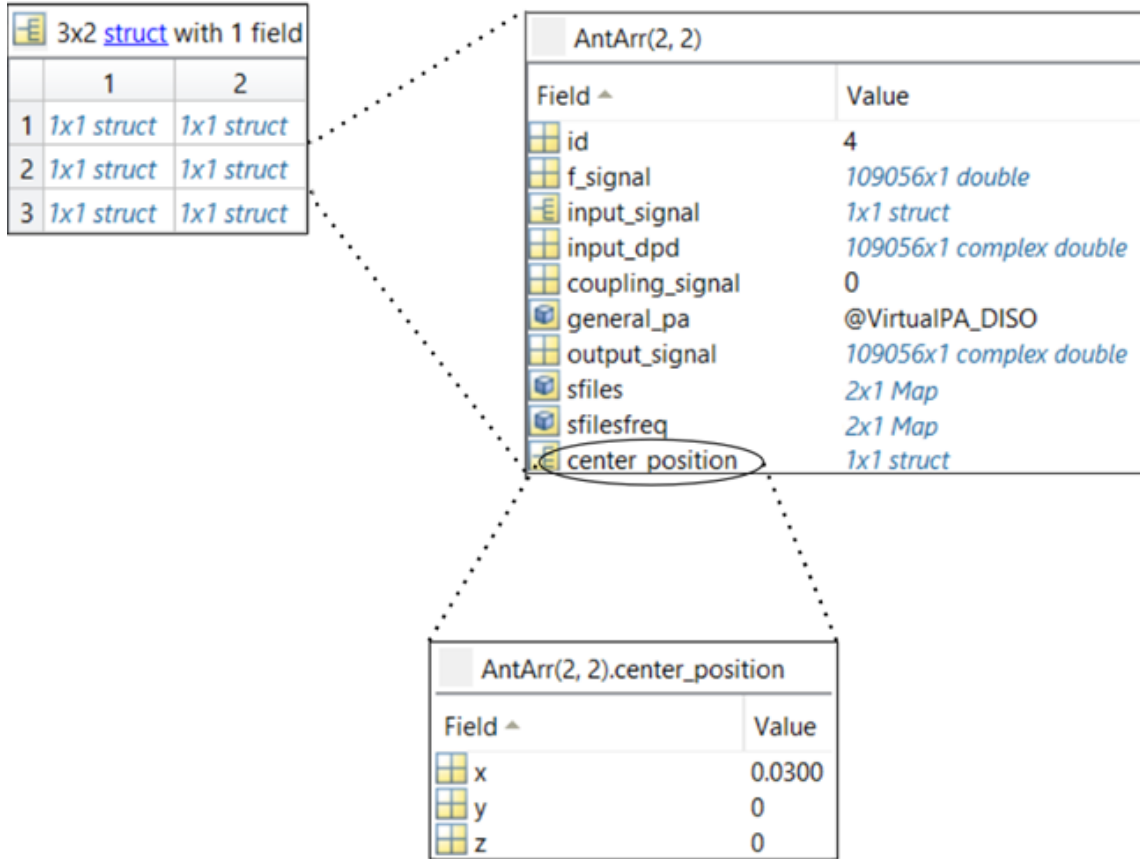 3x2 struct with 1 field
1 2
1 1x1 struct 1x1 struct
2 1x1 struct 1x1 struct
3 1x1 struct 1x1 struct
AntArr(2, 2)
Field Value
id 4
f_signal 109056x1 double
input_signal 1x1 struct
input_dpd 109056x1 complex double
coupling_signal 0
general_pa @VirtualPA_DISO
output_signal 109056x1 complex double
sfiles 2x1 Map
sfilesfreq 2x1 Map
center_position 1x1 struct
AntArr(2, 2).center_position
Field Value
x 0.0300
y 0
z 0